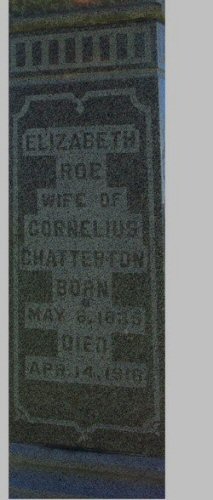 ELIZABETH
ROE
WIFE OF
CORNELIUS
CHATTERTON
BORN
MAY
DIED
APR. 14, 1916